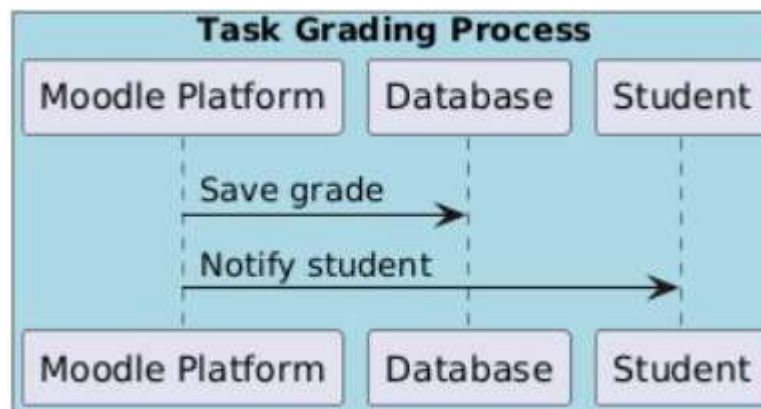 Task Grading Process
Moodle Platform Database Student
Save grade
Notify student
Moodle Platform Database Student